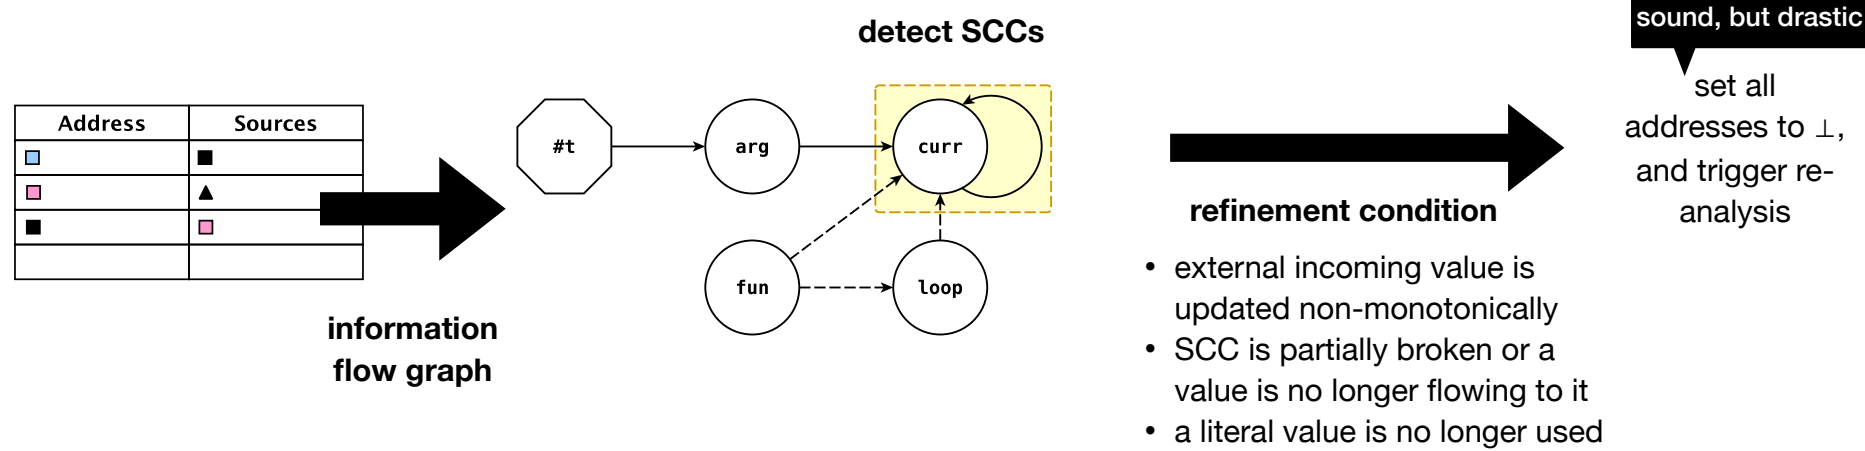 sound, but drastic
detect SCCs
set all
addresses to ⊥,
and trigger re-
analysis
Address Sources
#t
arg
curr
fun
loop
information
flow graph
refinement condition
• external incoming value is
updated non-monotonically
• SCC is partially broken or a
value is no longer flowing to it
• a literal value is no longer used